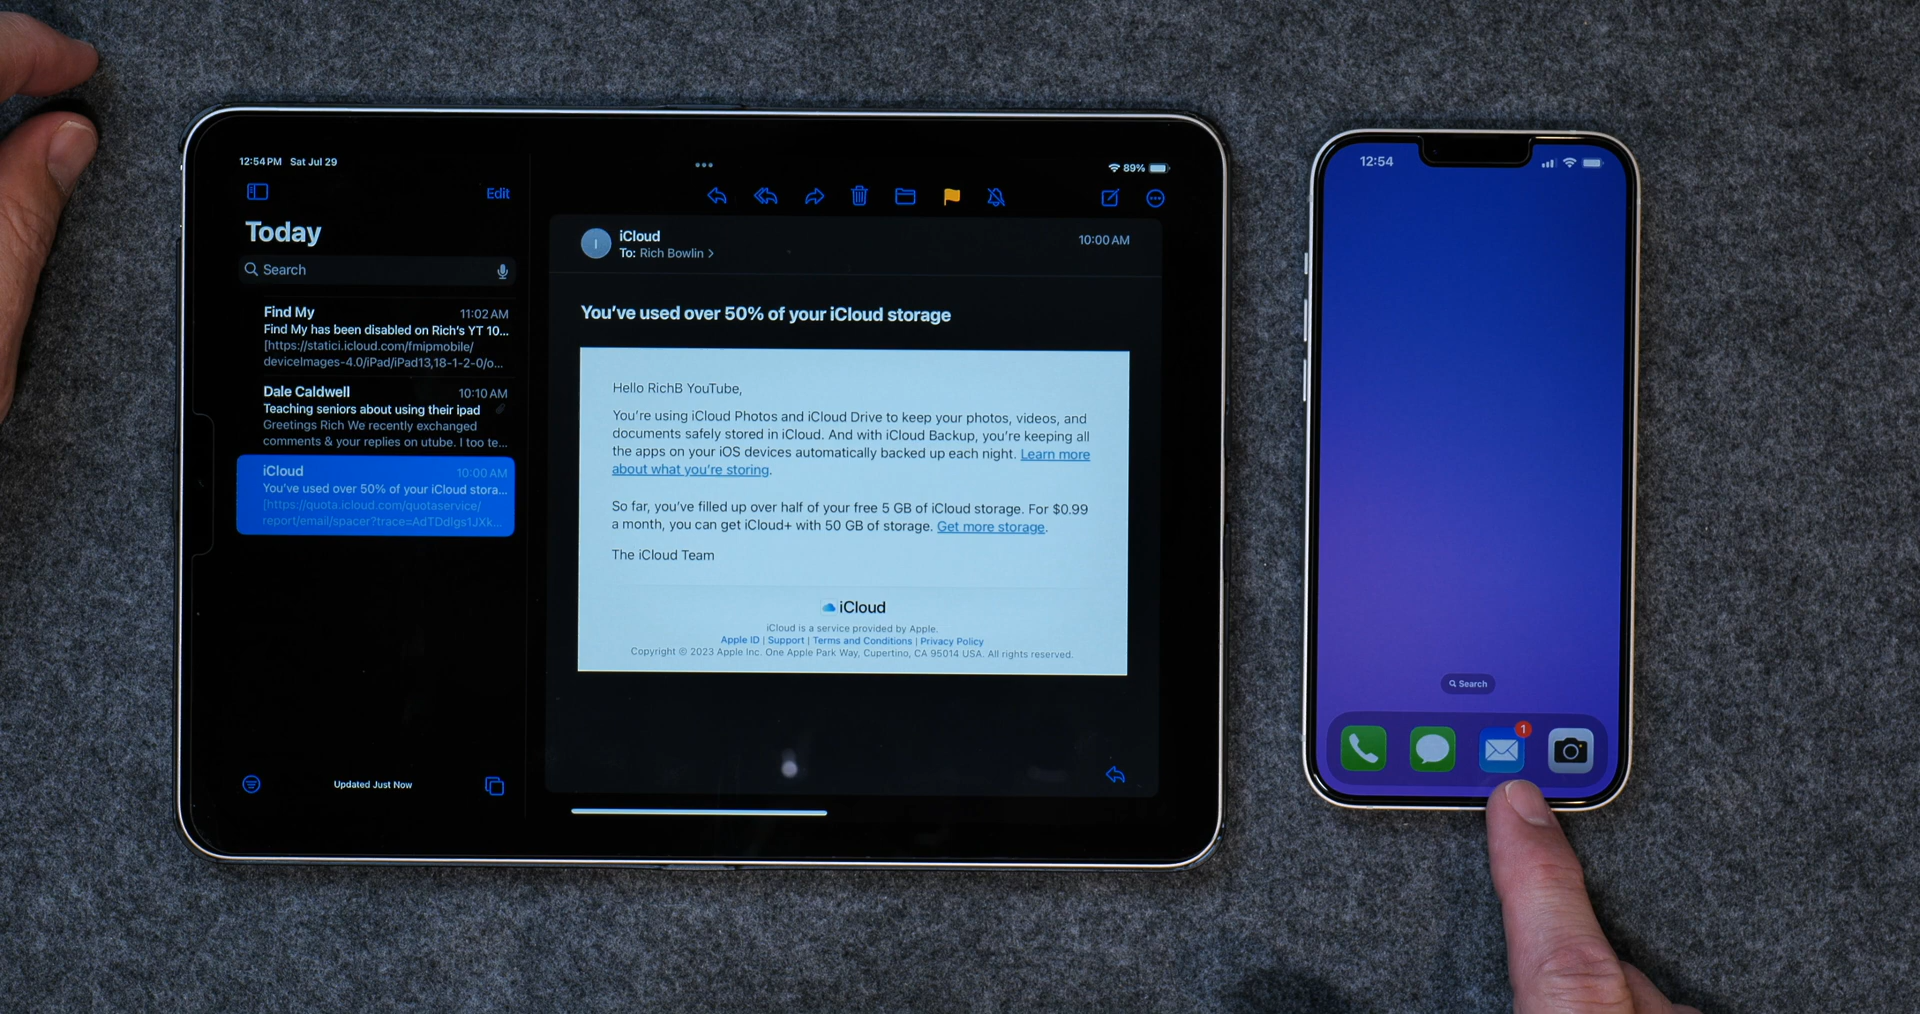 12:54 PM Sat Jul 29
89%
Edit
Today
Search
Find My 11:02 AM
Find My has been disabled on Rich's YT 10...
[https://statici.icloud.com/fmipmobile/
deviceImages-4.0/iPad/iPad13,18-1-2-0/o...
Dale Caldwell 10:10 AM
Teaching seniors about using their ipad
Greetings Rich We recently exchanged
comments & your replies on utube. I too te...
iCloud 10:00 AM
You've used over 50% of your iCloud stora...
[https://quota.icloud.com/quotaservice/
report/email/spacer?trace=AdTDdIgs1JXk...
Updated Just Now
I
iCloud
To: Rich Bowlin >
10:00 AM
You've used over 50% of your iCloud storage
Hello RichB YouTube,
You're using iCloud Photos and iCloud Drive to keep your photos, videos, and
documents safely stored in iCloud. And with iCloud Backup, you're keeping all
the apps on your iOS devices automatically backed up each night. Learn more
about what you're storing.
So far, you've filled up over half of your free 5 GB of iCloud storage. For $0.99
a month, you can get iCloud+ with 50 GB of storage. Get more storage.
The iCloud Team
iCloud
iCloud is a service provided by Apple.
Apple ID | Support | Terms and Conditions | Privacy Policy
Copyright © 2023 Apple Inc. One Apple Park Way, Cupertino, CA 95014 USA. All rights reserved.
12:54
Search
1